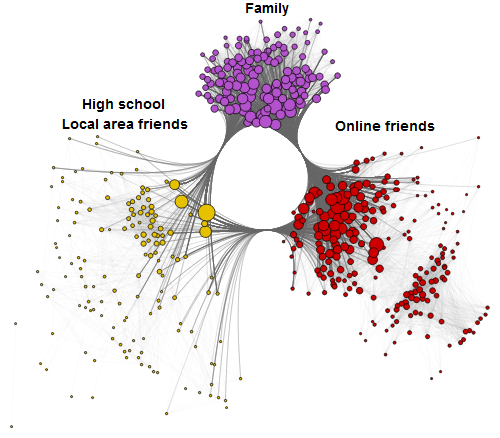 Family
High school
Local area friends
Online friends